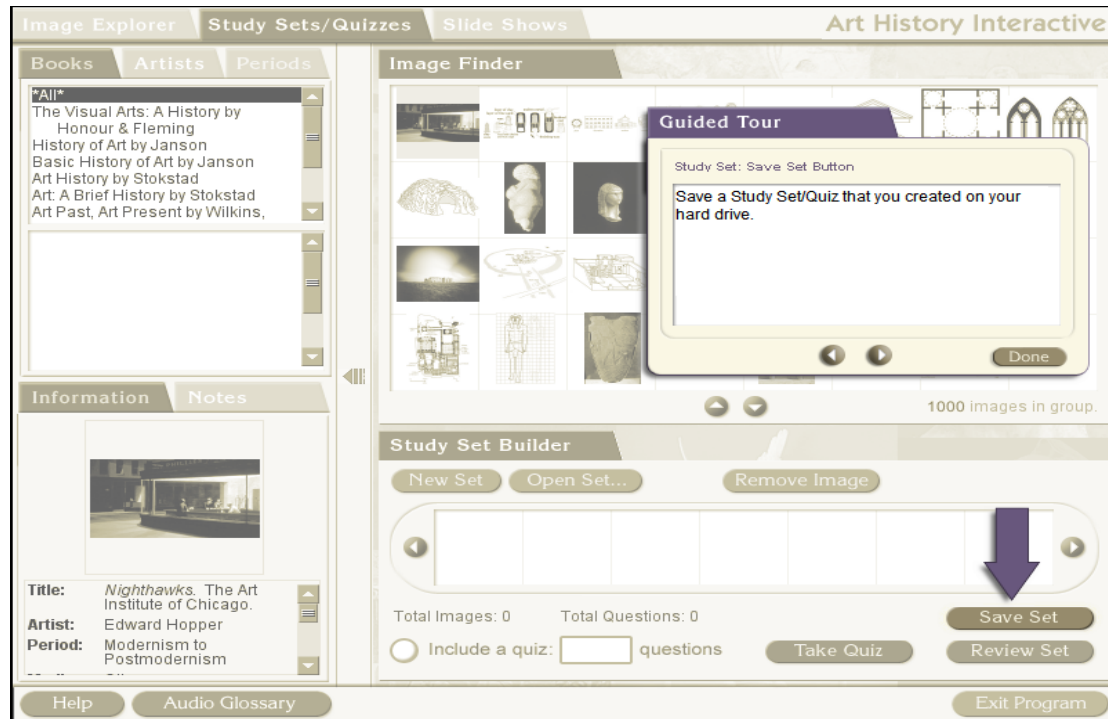 Image Explorer
Study Sets/Quizzes
Slide Shows
Art History Interactive
Books
Artists
Periods
*All*
The Visual Arts: A History by
Honour & Fleming
History of Art by Janson
Basic History of Art by Janson
Art History by Stokstad
Art: A Brief History by Stokstad
Art Past, Art Present by Wilkins,
Information
Notes
Title: Nighthawks. The Art
Institute of Chicago.
Artist: Edward Hopper
Period: Modernism to
Postmodernism
Image Finder
Guided Tour
Study Set: Save Set Button
Save a Study Set/Quiz that you created on your
hard drive.
Done
1000 images in group.
Study Set Builder
New Set
Open Set...
Remove Image
Total Images: 0
Total Questions: 0
Save Set
Include a quiz:
questions
Take Quiz
Review Set
Help
Audio Glossary
Exit Program